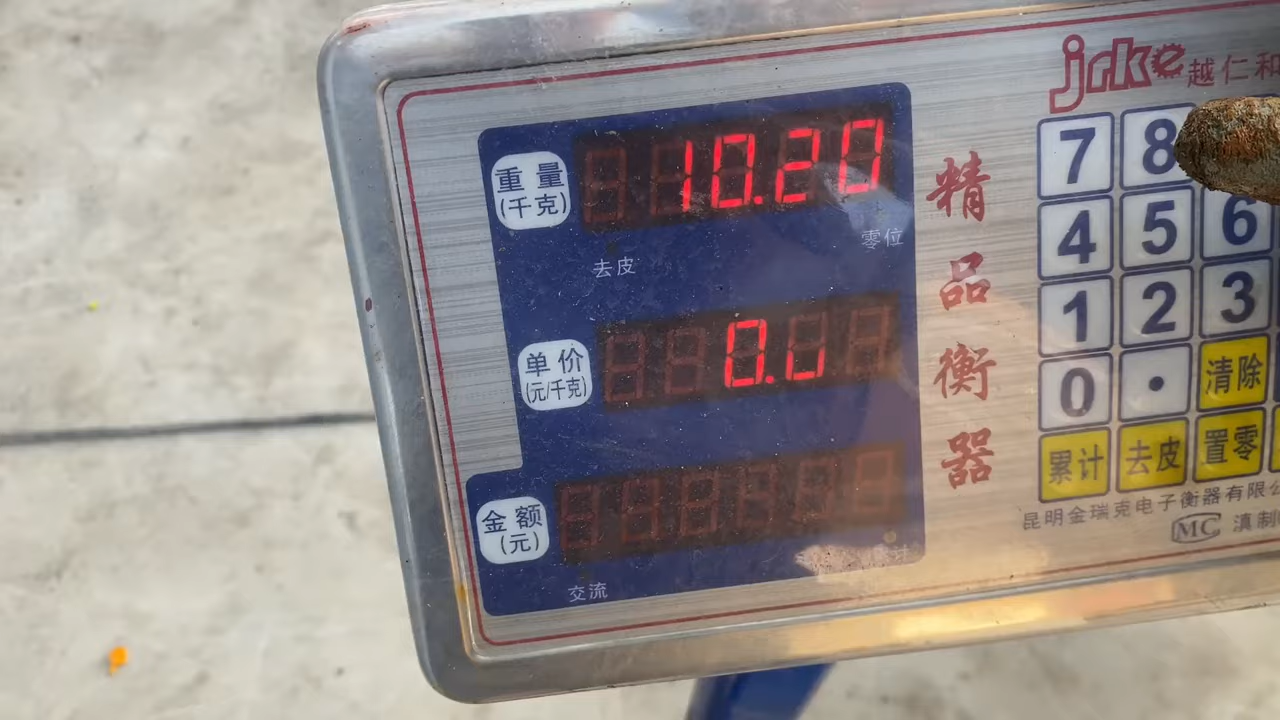 jrke 越仁和
重量
(千克)
10.20
去皮
零位
单价
(元/千克)
0.0
金额
(元)
交流
精
品
衡
器
7 8
4 5 6
1 2 3
0 · 清除
累计 去皮 置零
昆明金瑞克电子衡器有限公
MC 滇制